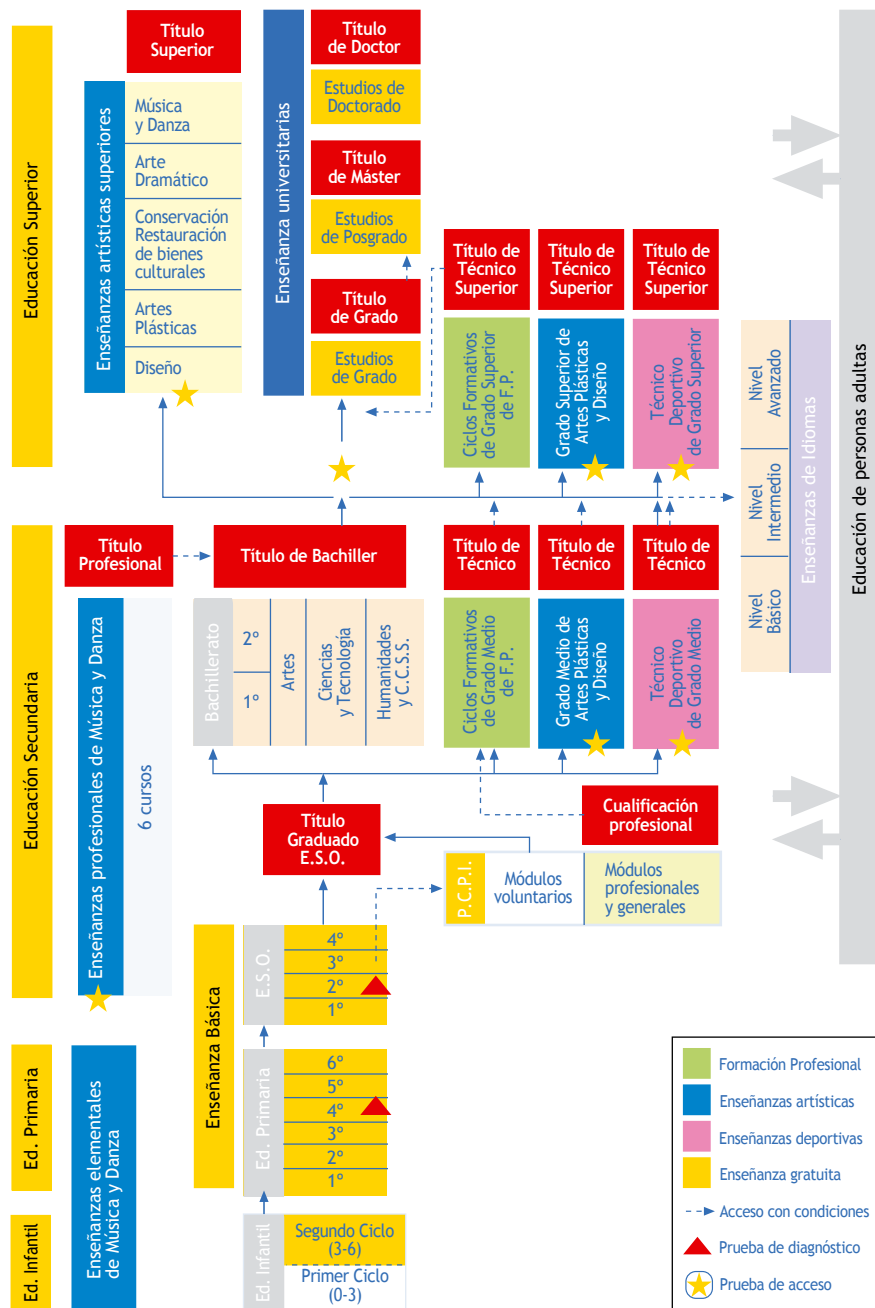 Educación Superior
Enseñanzas artísticas superiores
Título
Superior
Música
y Danza
Arte
Dramático
Conservación
Restauración
de bienes
culturales
Artes
Plásticas
Diseño
Enseñanza universitarias
Título
de Doctor
Estudios de
Doctorado
Título
de Máster
Estudios
de Posgrado
Título
de Grado
Estudios
de Grado
Título de
Técnico
Superior
Título de
Técnico
Superior
Título de
Técnico
Superior
Ciclos Formativos
de Grado Superior
de F.P.
Grado Superior de
Artes Plásticas
y Diseño
Técnico
Deportivo
de Grado Superior
Nivel
Avanzado
Nivel
Intermedio
Nivel
Básico
Enseñanzas de Idiomas
Educación de personas adultas
Educación Secundaria
Título
Profesional
Título de Bachiller
Título de
Técnico
Título de
Técnico
Título de
Técnico
Enseñanzas profesionales de Música y Danza
6 cursos
Bachillerato
2º
1º
Artes
Ciencias
y Tecnología
Humanidades
y C.C.S.S.
Ciclos Formativos
de Grado Medio
de F.P.
Grado Medio de
Artes Plásticas
y Diseño
Técnico
Deportivo
de Grado Medio
Título
Graduado
E.S.O.
Cualificación
profesional
P.C.P.I.
Módulos
voluntarios
Módulos
profesionales
y generales
Enseñanza Básica
E.S.O.
4º
3º
2º
1º
Ed. Primaria
Enseñanzas elementales
de Música y Danza
Ed. Primaria
6º
5º
4º
3º
2º
1º
Ed. Infantil
Ed. Infantil
Segundo Ciclo
(3-6)
Primer Ciclo
(0-3)
Formación Profesional
Enseñanzas artísticas
Enseñanzas deportivas
Enseñanza gratuita
Acceso con condiciones
Prueba de diagnóstico
Prueba de acceso